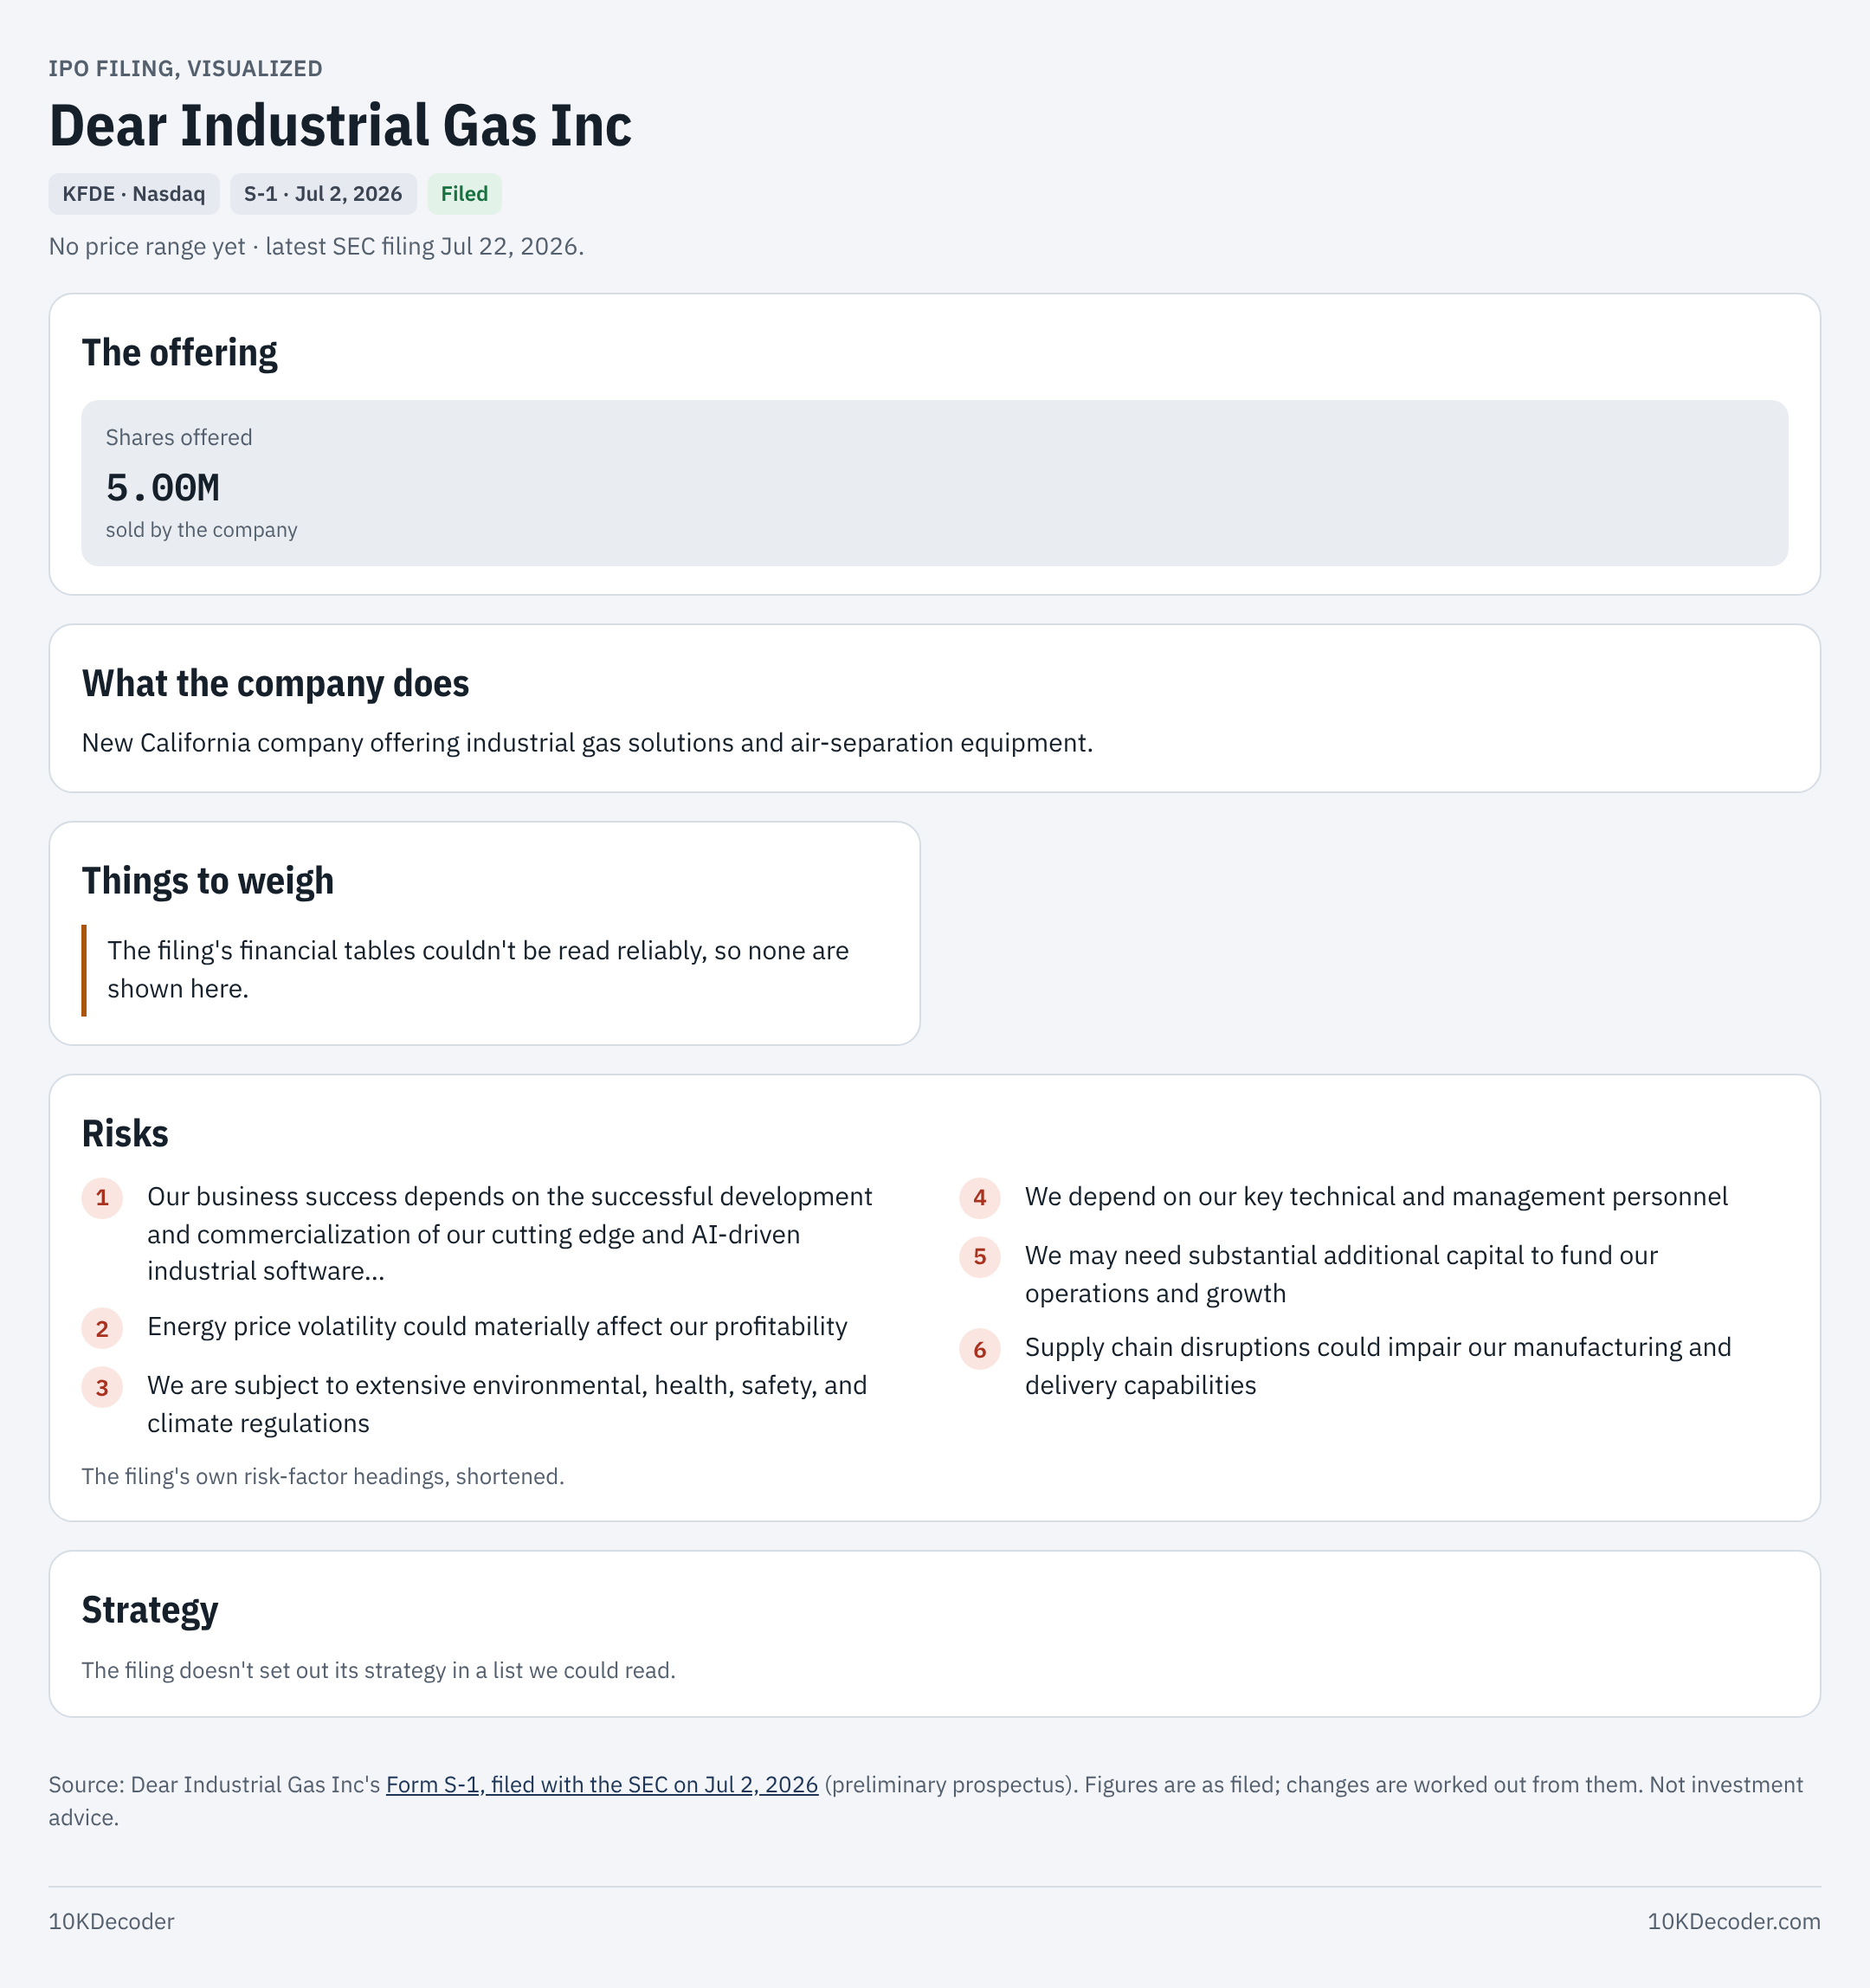 IPO FILING, VISUALIZED
Dear Industrial Gas Inc
KFDE · Nasdaq
S-1 · Jul 2, 2026
Filed
No price range yet · latest SEC filing Jul 22, 2026.
The offering
Shares offered
5.00M
sold by the company
What the company does
New California company offering industrial gas solutions and air-separation equipment.
Things to weigh
The filing's financial tables couldn't be read reliably, so none are
shown here.
Risks
1
Our business success depends on the successful development
and commercialization of our cutting edge and AI-driven
industrial software...
2
Energy price volatility could materially affect our profitability
3
We are subject to extensive environmental, health, safety, and
climate regulations
4
We depend on our key technical and management personnel
5
We may need substantial additional capital to fund our
operations and growth
6
Supply chain disruptions could impair our manufacturing and
delivery capabilities
The filing's own risk-factor headings, shortened.
Strategy
The filing doesn't set out its strategy in a list we could read.
Source: Dear Industrial Gas Inc's Form S-1, filed with the SEC on Jul 2, 2026 (preliminary prospectus). Figures are as filed; changes are worked out from them. Not investment
advice.
10KDecoder
10KDecoder.com